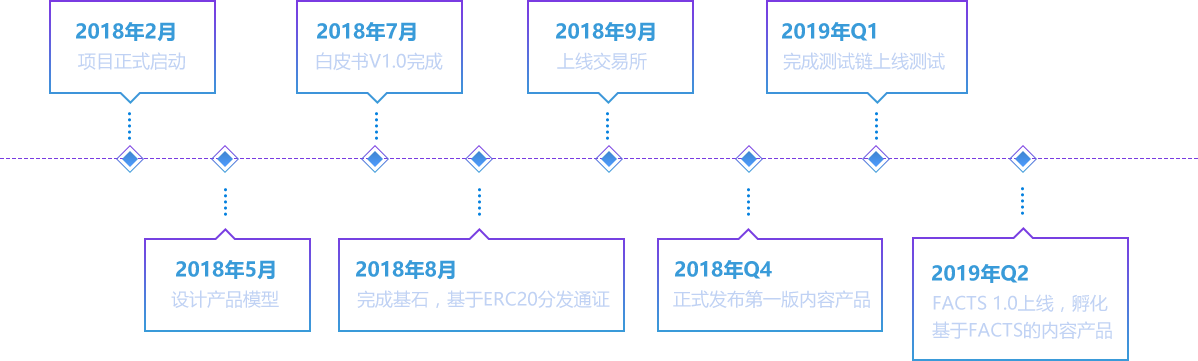 2018年2月
项目正式启动
2018年7月
白皮书V1.0完成
2018年9月
上线交易所
2019年Q1
完成测试链上线测试
2018年5月
设计产品模型
2018年8月
完成基石，基于ERC20分发通证
2018年Q4
正式发布第一版内容产品
2019年Q2
FACTS 1.0上线，孵化
基于FACTS的内容产品